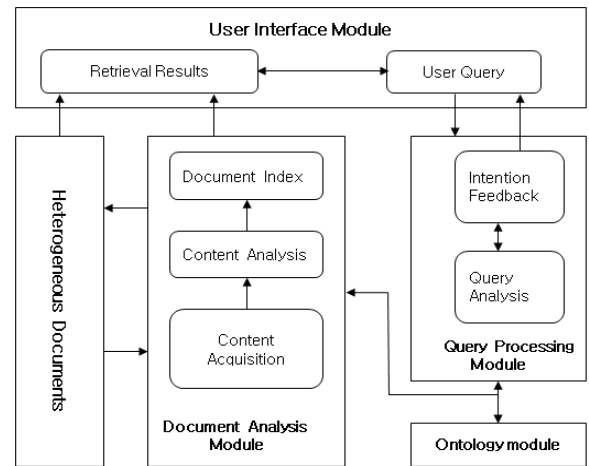 User Interface Module
Retrieval Results
User Query
Heterogeneous Documents
Document Index
Content Analysis
Content
Acquisition
Document Analysis
Module
Intention
Feedback
Query
Analysis
Query Processing
Module
Ontology module